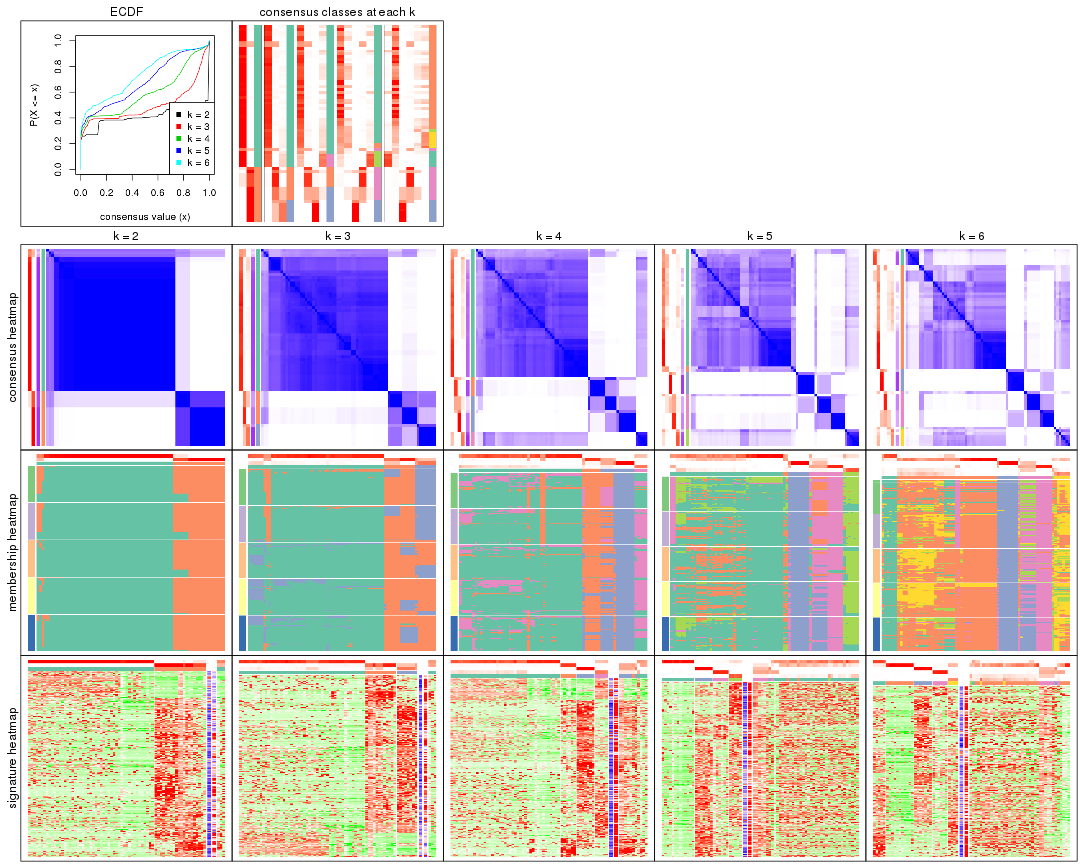 ECDF
consensus classes at each k
P(X <= x)
0.0 0.2 0.4 0.6 0.8 1.0
k = 2
k = 3
k = 4
k = 5
k = 6
0.0 0.2 0.4 0.6 0.8 1.0
consensus value (x)
k = 2
k = 3
k = 4
k = 5
k = 6
consensus heatmap
membership heatmap
signature heatmap